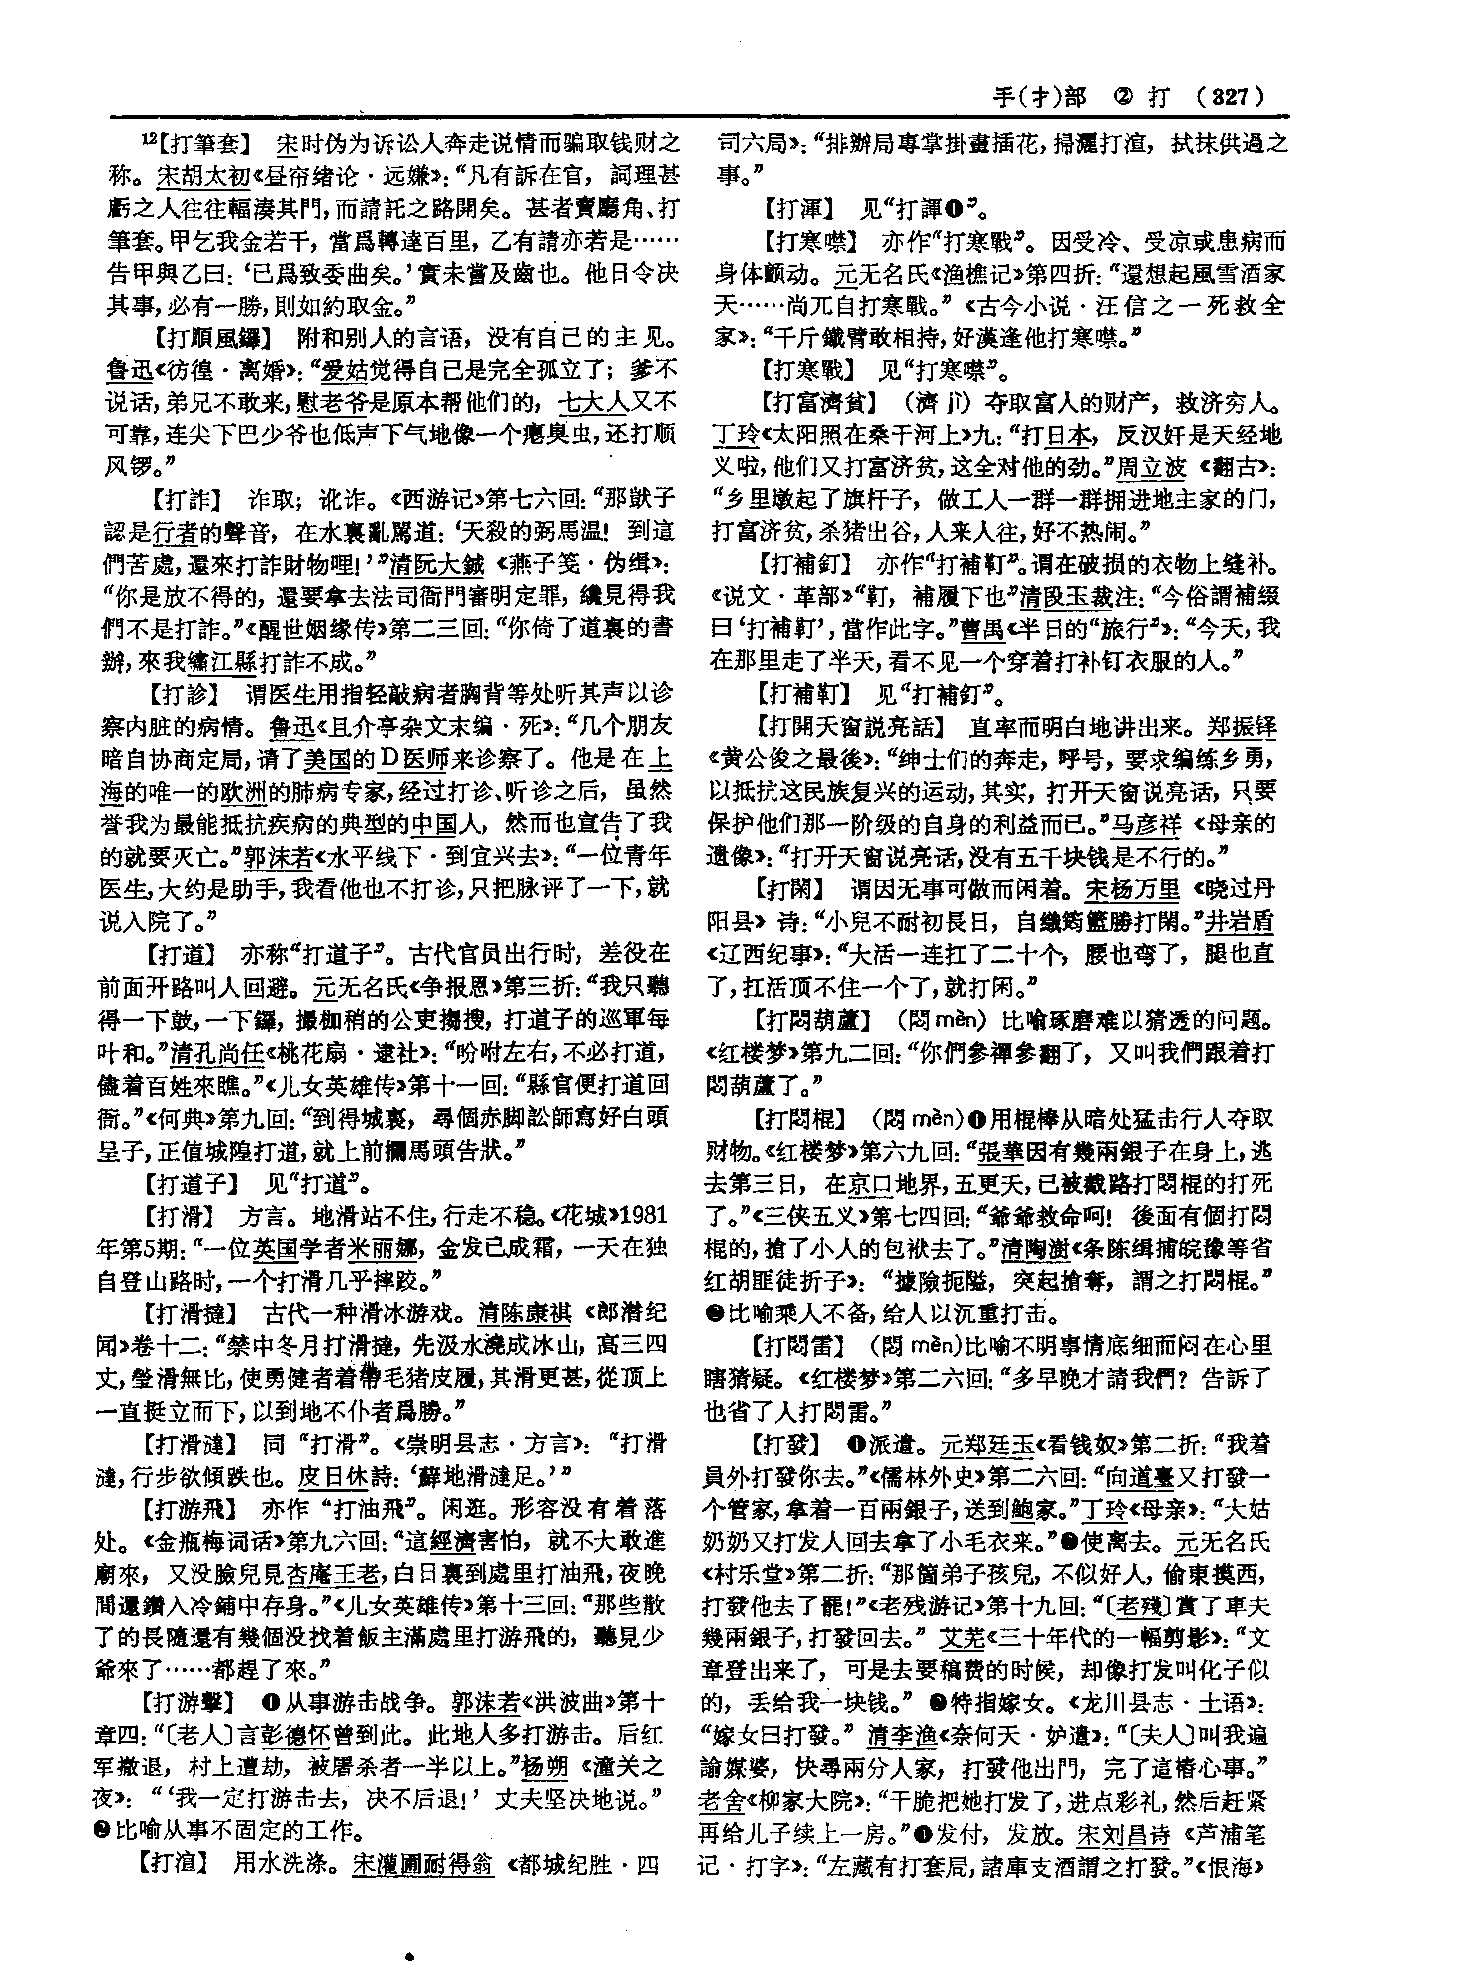 手(扌)部　② 打　(327)
12【打筆套】　宋时伪为诉讼人奔走说情而骗取钱财之
称。宋胡太初《昼帘绪论·远嫌》：“凡有訴在官，詞理甚
虧之人往往輻湊其門，而請託之路開矣。甚者賣廳角、打
筆套。甲乞我金若干，當爲轉達百里，乙有請亦若是……
告甲與乙曰：‘已爲致委曲矣。’實未嘗及齒也。他日令决
其事，必有一勝，則如約取金。”
【打順風鑼】　附和别人的言语，没有自己的主见。
鲁迅《彷徨·离婚》：“爱姑觉得自己是完全孤立了；爹不
说话，弟兄不敢来，慰老爷是原本帮他们的，七大人又不
可靠，连尖下巴少爷也低声下气地像一个瘪臭虫，还打顺
风锣。”
【打詐】　诈取；讹诈。《西游记》第七六回：“那獃子
認是行者的聲音，在水裏亂駡道：‘天殺的弼馬温！到這
們苦處，還來打詐財物哩！’”清阮大鋮《燕子笺·伪缉》：
“你是放不得的，還要拿去法司衙門審明定罪，纔見得我
們不是打詐。”《醒世姻缘传》第二三回：“你倚了道裏的書
辦，來我繡江縣打詐不成。”
【打診】　谓医生用指轻敲病者胸背等处听其声以诊
察内脏的病情。鲁迅《且介亭杂文末编·死》：“几个朋友
暗自协商定局，请了美国的D医师来诊察了。他是在上
海的唯一的欧洲的肺病专家，经过打诊、听诊之后，虽然
誉我为最能抵抗疾病的典型的中国人，然而也宣告了我
的就要灭亡。”郭沫若《水平线下·到宜兴去》：“一位青年
医生，大约是助手，我看他也不打诊，只把脉评了一下，就
说入院了。”
【打道】　亦称“打道子”。古代官员出行时，差役在
前面开路叫人回避。元无名氏《争报恩》第三折：“我只聽
得一下鼓，一下鑼，撮枷稍的公吏搊搜，打道子的巡軍每
叶和。”清孔尚任《桃花扇·逮社》：“吩咐左右，不必打道，
儘着百姓來瞧。”《儿女英雄传》第十一回：“縣官便打道回
衙。”《何典》第九回：“到得城裏，尋個赤脚訟師寫好白頭
呈子，正值城隍打道，就上前攔馬頭告狀。”
【打道子】　见“打道”。
【打滑】　方言。地滑站不住，行走不稳。《花城》1981
年第5期：“一位英国学者米丽娜，金发已成霜，一天在独
自登山路时，一个打滑几乎摔跤。”
【打滑撻】　古代一种滑冰游戏。清陈康祺《郎潜纪
闻》卷十二：“禁中冬月打滑撻，先汲水澆成冰山，高三四
丈，瑩滑無比，使勇健者着帶毛猪皮履，其滑更甚，從頂上
一直挺立而下，以到地不仆者爲勝。”
【打滑澾】　同“打滑”。《崇明县志·方言》：“打滑
澾，行步欲傾跌也。皮日休詩：‘蘚地滑澾足。’”
【打游飛】　亦作“打油飛”。闲逛。形容没有着落
处。《金瓶梅词话》第九六回：“這經濟害怕，就不大敢進
廟來，又没臉兒見杏庵王老，白日裏到處里打油飛，夜晚
間還鑽入冷鋪中存身。”《儿女英雄传》第十三回：“那些散
了的長隨還有幾個没找着飯主滿處里打游飛的，聽見少
爺來了……都趕了來。”
【打游擊】　❶从事游击战争。郭沫若《洪波曲》第十
章四：“〔老人〕言彭德怀曾到此。此地人多打游击。后红
军撤退，村上遭劫，被屠杀者一半以上。”杨朔《潼关之
夜》：“‘我一定打游击去，决不后退！’丈夫坚决地说。”
❷比喻从事不固定的工作。
【打渲】　用水洗涤。宋灌圃耐得翁《都城纪胜·四
司六局》：“排辦局專掌掛畫插花，掃灑打渲，拭抹供過之
事。”
【打渾】　见“打諢❶”。
【打寒噤】　亦作“打寒戰”。因受冷、受凉或患病而
身体颤动。元无名氏《渔樵记》第四折：“還想起風雪酒家
天……尚兀自打寒戰。”《古今小说·汪信之一死救全
家》：“千斤鐵臂敢相持，好漢逢他打寒噤。”
【打寒戰】　见“打寒噤”。
【打富濟貧】　（濟 jǐ）夺取富人的财产，救济穷人。
丁玲《太阳照在桑干河上》九：“打日本，反汉奸是天经地
义啦，他们又打富济贫，这全对他的劲。”周立波《翻古》：
“乡里墩起了旗杆子，做工人一群一群拥进地主家的门，
打富济贫，杀猪出谷，人来人往，好不热闹。”
【打補釘】　亦作“打補靪”。谓在破损的衣物上缝补。
《说文·革部》“靪，補履下也”清段玉裁注：“今俗謂補綴
曰‘打補靪’，當作此字。”曹禺《半日的“旅行”》：“今天，我
在那里走了半天，看不见一个穿着打补钉衣服的人。”
【打補靪】　见“打補釘”。
【打開天窗説亮話】　直率而明白地讲出来。郑振铎
《黄公俊之最後》：“绅士们的奔走，呼号，要求编练乡勇，
以抵抗这民族复兴的运动，其实，打开天窗说亮话，只要
保护他们那一阶级的自身的利益而已。”马彦祥《母亲的
遗像》：“打开天窗说亮话，没有五千块钱是不行的。”
【打閑】　谓因无事可做而闲着。宋杨万里《晓过丹
阳县》诗：“小兒不耐初長日，自織筠籃勝打閑。”井岩盾
《辽西纪事》：“大活一连扛了二十个，腰也弯了，腿也直
了，扛活顶不住一个了，就打闲。”
【打悶葫蘆】　（悶 mèn）比喻琢磨难以猜透的问题。
《红楼梦》第九二回：“你們參禪參翻了，又叫我們跟着打
悶葫蘆了。”
【打悶棍】　（悶 mèn）❶用棍棒从暗处猛击行人夺取
财物。《红楼梦》第六九回：“張華因有幾兩銀子在身上，逃
去第三日，在京口地界，五更天，已被截路打悶棍的打死
了。”《三侠五义》第七四回：“爺爺救命呵！後面有個打悶
棍的，搶了小人的包袱去了。”清陶澍《条陈缉捕皖豫等省
红胡匪徒折子》：“據險扼隘，突起搶奪，謂之打悶棍。”
❷比喻乘人不备，给人以沉重打击。
【打悶雷】　（悶 mèn）比喻不明事情底细而闷在心里
瞎猜疑。《红楼梦》第二六回：“多早晚才請我們？告訴了
也省了人打悶雷。”
【打發】　❶派遣。元郑廷玉《看钱奴》第二折：“我着
員外打發你去。”《儒林外史》第二六回：“向道臺又打發一
个管家，拿着一百兩銀子，送到鮑家。”丁玲《母亲》：“大姑
奶奶又打发人回去拿了小毛衣来。”❷使离去。元无名氏
《村乐堂》第二折：“那箇弟子孩兒，不似好人，偷東摸西，
打發他去了罷！”《老残游记》第十九回：“〔老殘〕賞了車夫
幾兩銀子，打發回去。”艾芜《三十年代的一幅剪影》：“文
章登出来了，可是去要稿费的时候，却像打发叫化子似
的，丢给我一块钱。”❸特指嫁女。《龙川县志·土语》：
“嫁女曰打發。”清李渔《奈何天·妒遣》：“〔夫人〕叫我遍
諭媒婆，快尋兩分人家，打發他出門，完了這樁心事。”
老舍《柳家大院》：“干脆把她打发了，进点彩礼，然后赶紧
再给儿子续上一房。”❹发付，发放。宋刘昌诗《芦浦笔
记·打字》：“左藏有打套局，諸庫支酒謂之打發。”《恨海》